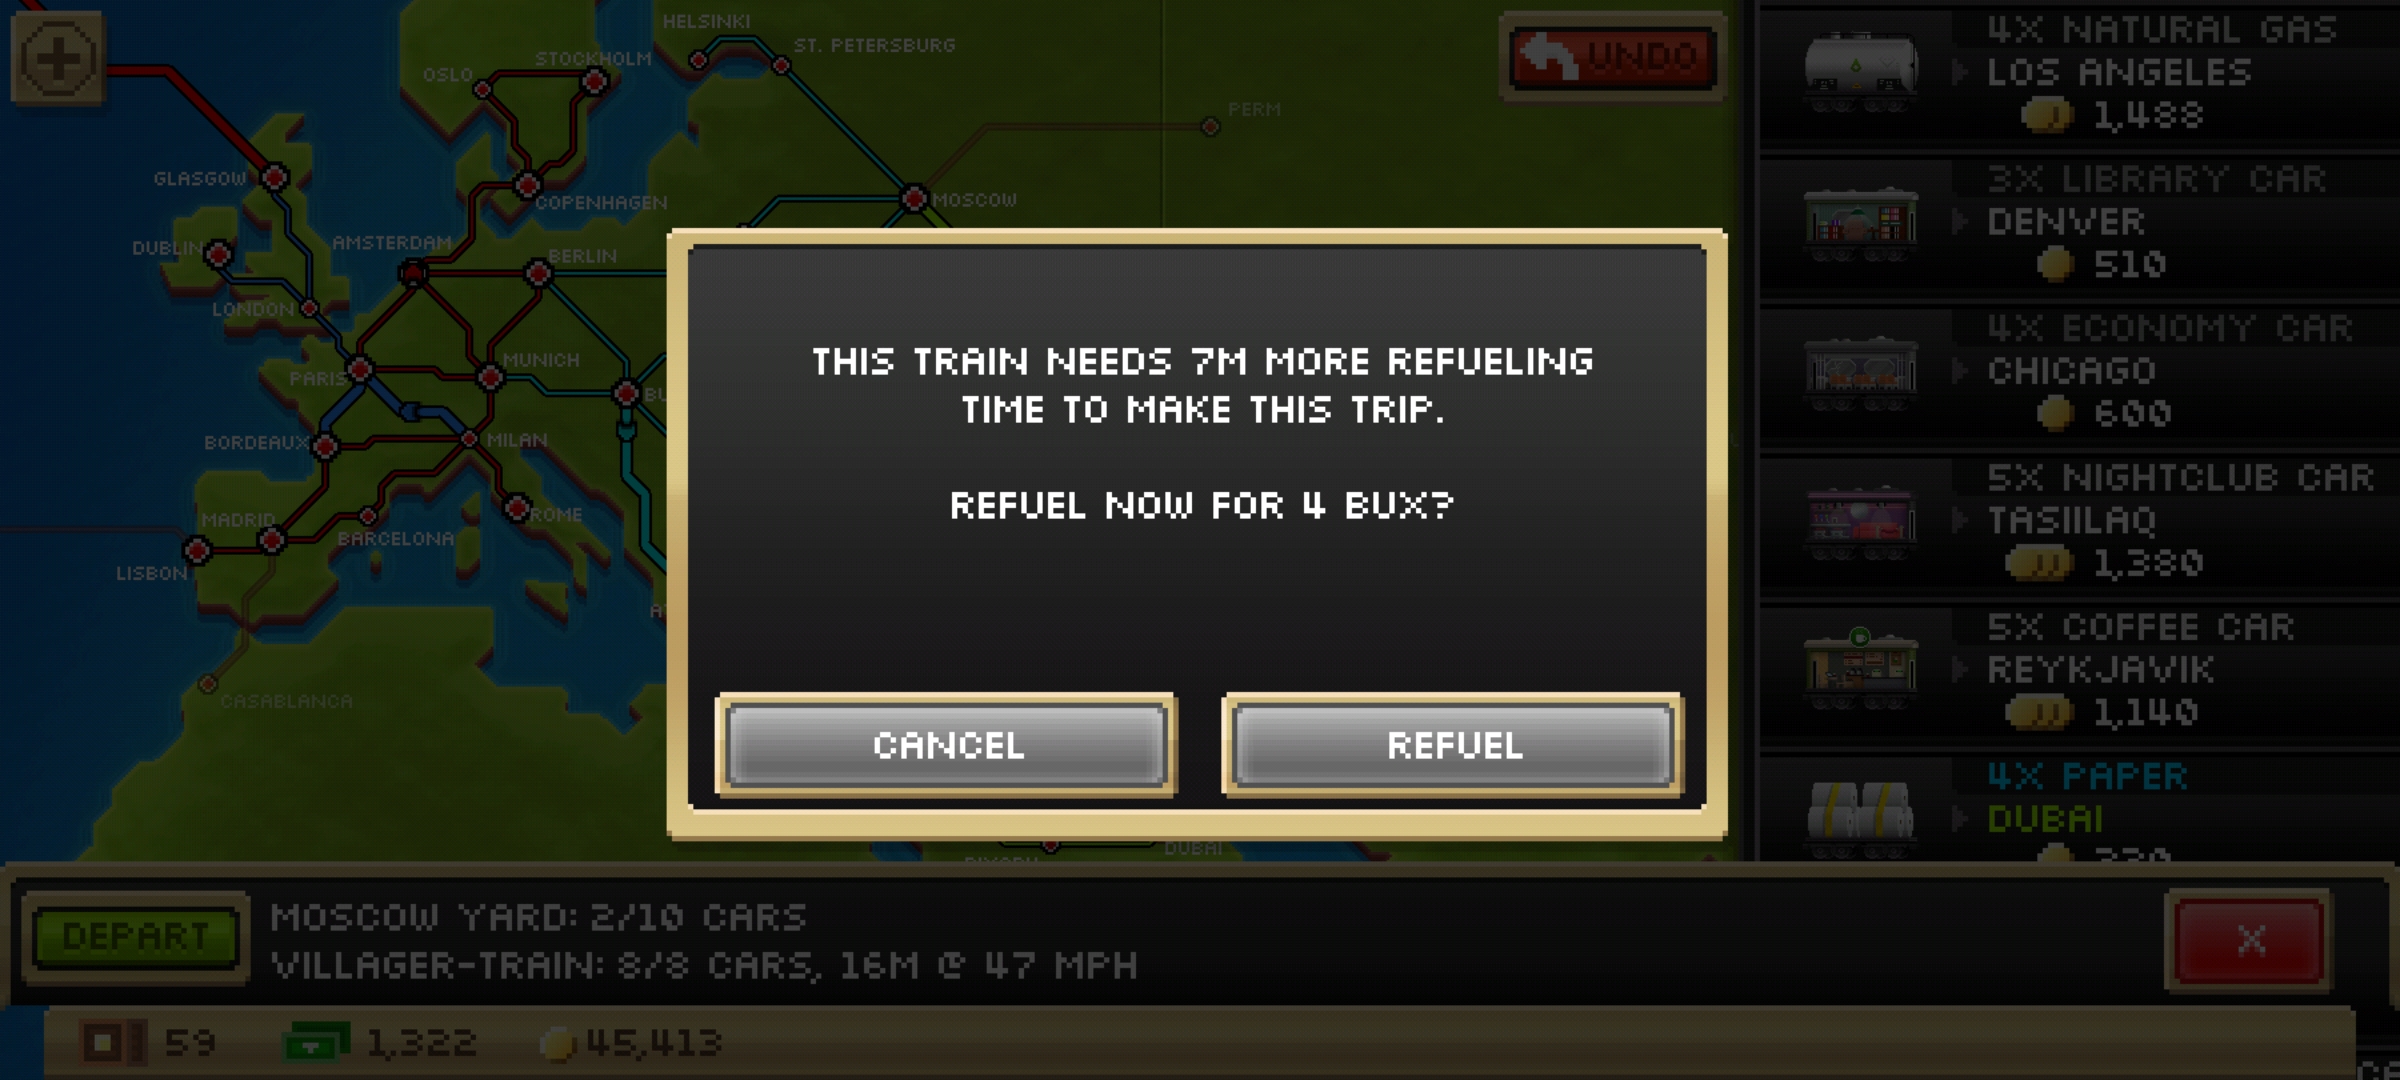 HELSINKI
ST. PETERSBURG
STOCKHOLM
OSLO
UNDO
PERM
GLASGOW
COPENHAGEN
MOSCOW
DUBLIN
AMSTERDAM
BERLIN
LONDON
MUNICH
PARIS
BORDEAUX
MILAN
MADRID
ROME
BARCELONA
LISBON
CASABLANCA
DUBAI
THIS TRAIN NEEDS 7M MORE REFUELING
TIME TO MAKE THIS TRIP.
REFUEL NOW FOR 4 BUX?
CANCEL
REFUEL
4X NATURAL GAS
LOS ANGELES
1,488
3X LIBRARY CAR
DENVER
510
4X ECONOMY CAR
CHICAGO
600
5X NIGHTCLUB CAR
TASIILAQ
1,380
5X COFFEE CAR
REYKJAVIK
1,140
4X PAPER
DUBAI
DEPART
MOSCOW YARD: 2/10 CARS
VILLAGER-TRAIN: 8/8 CARS, 16M @ 47 MPH
X
59
1,322
45,413